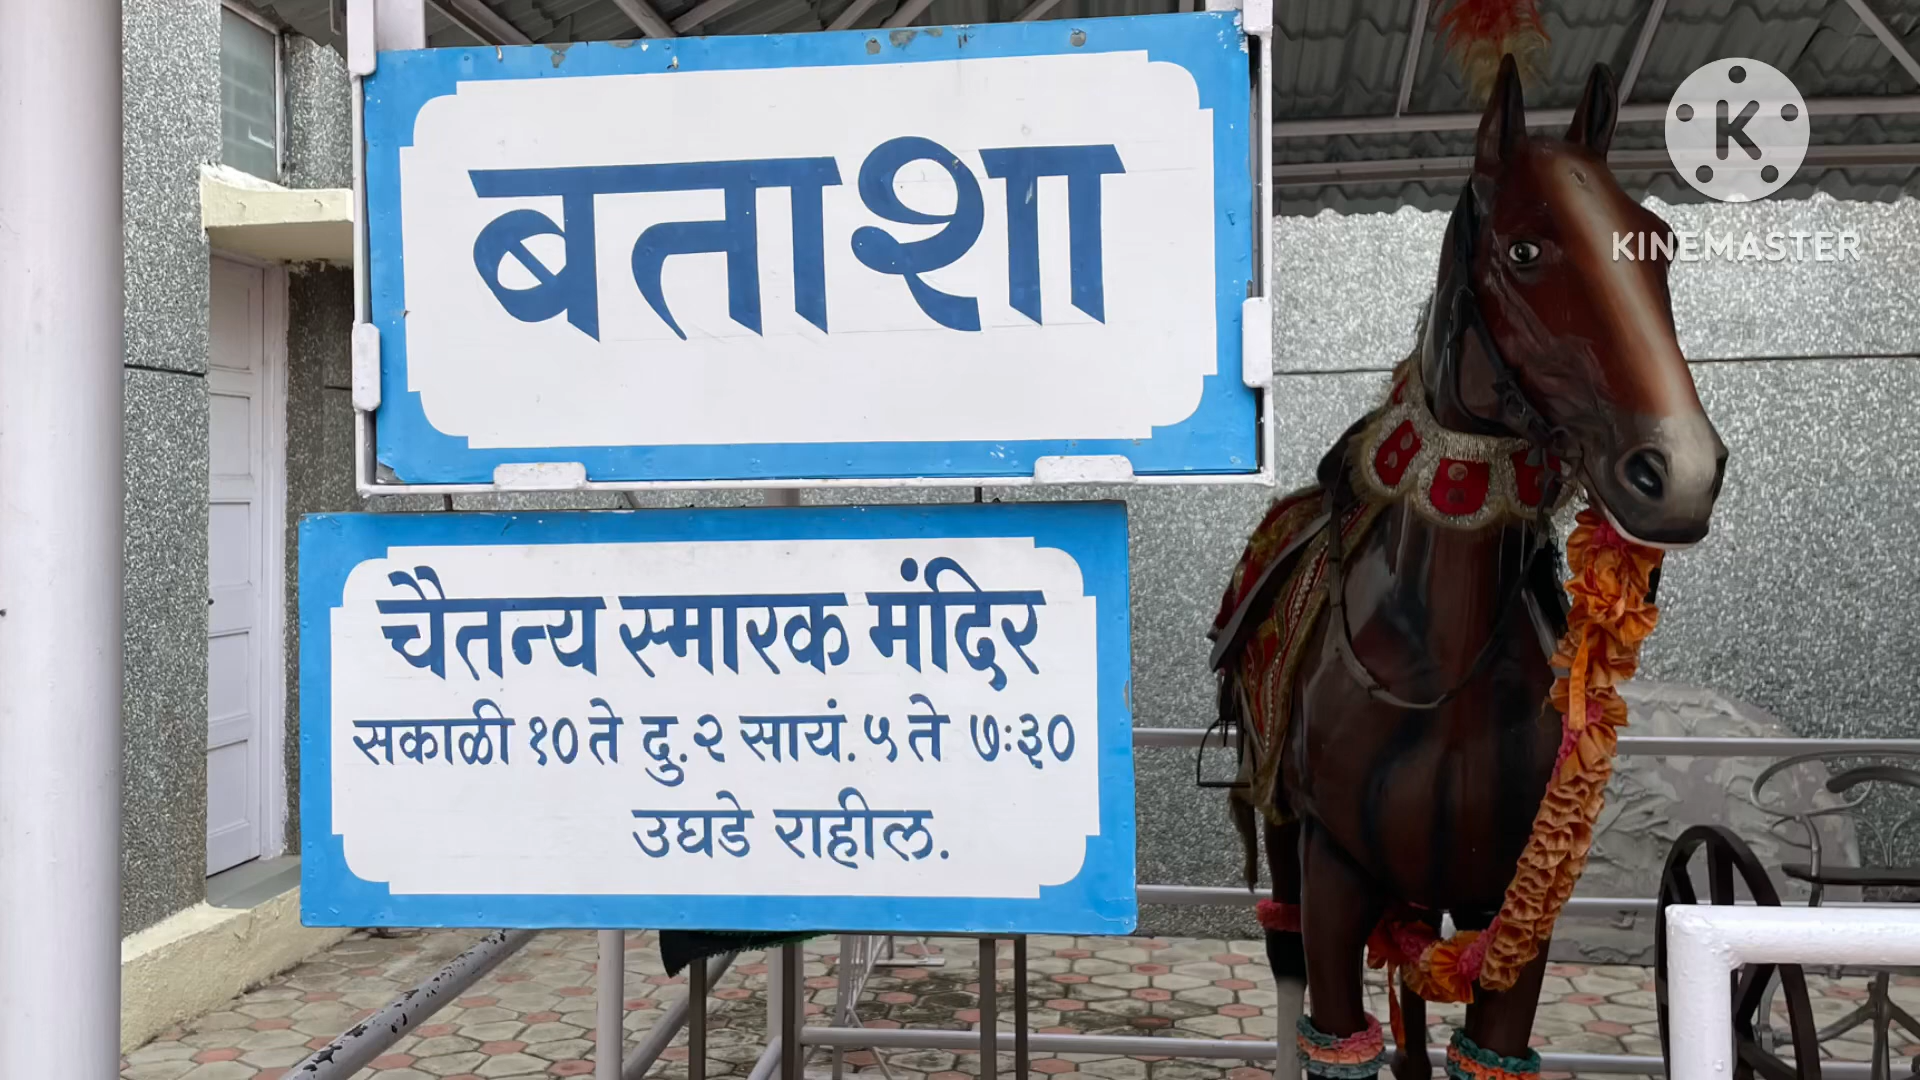 बताशा
चैतन्य स्मारक मंदिर
सकाळी १० ते दु.२ सायं. ५ ते ७:३०
उघडे राहील.
K
KINEMASTER